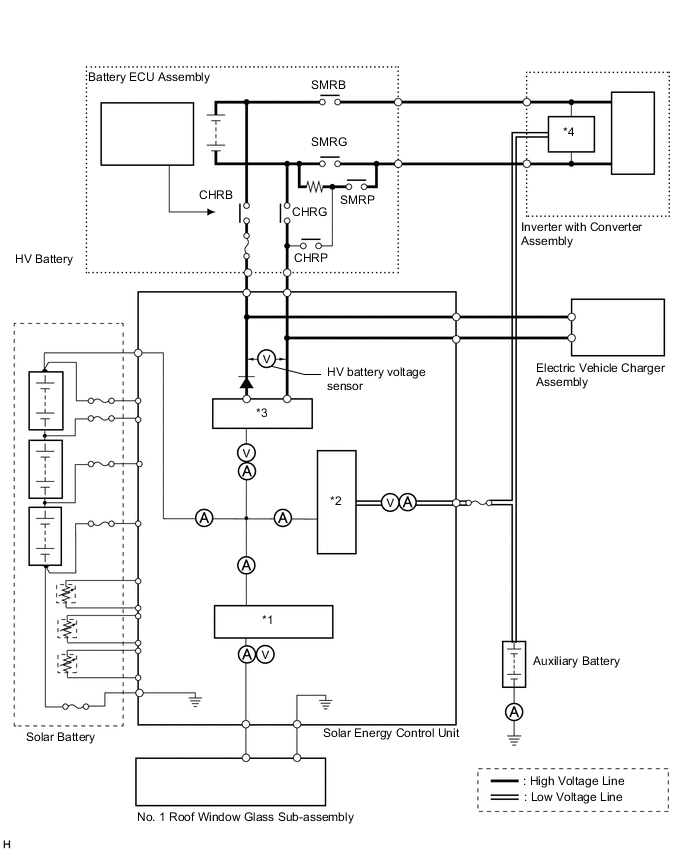 Battery ECU Assembly
SMRB
SMRG
*4
SMRP
CHRB
CHRG
CHRP
HV Battery
Inverter with Converter
Assembly
V
HV battery voltage
sensor
Electric Vehicle Charger
Assembly
*3
V
A
*2
A
A
V A
A
*1
A V
Auxiliary Battery
A
Solar Battery
Solar Energy Control Unit
No. 1 Roof Window Glass Sub-assembly
: High Voltage Line
: Low Voltage Line
H